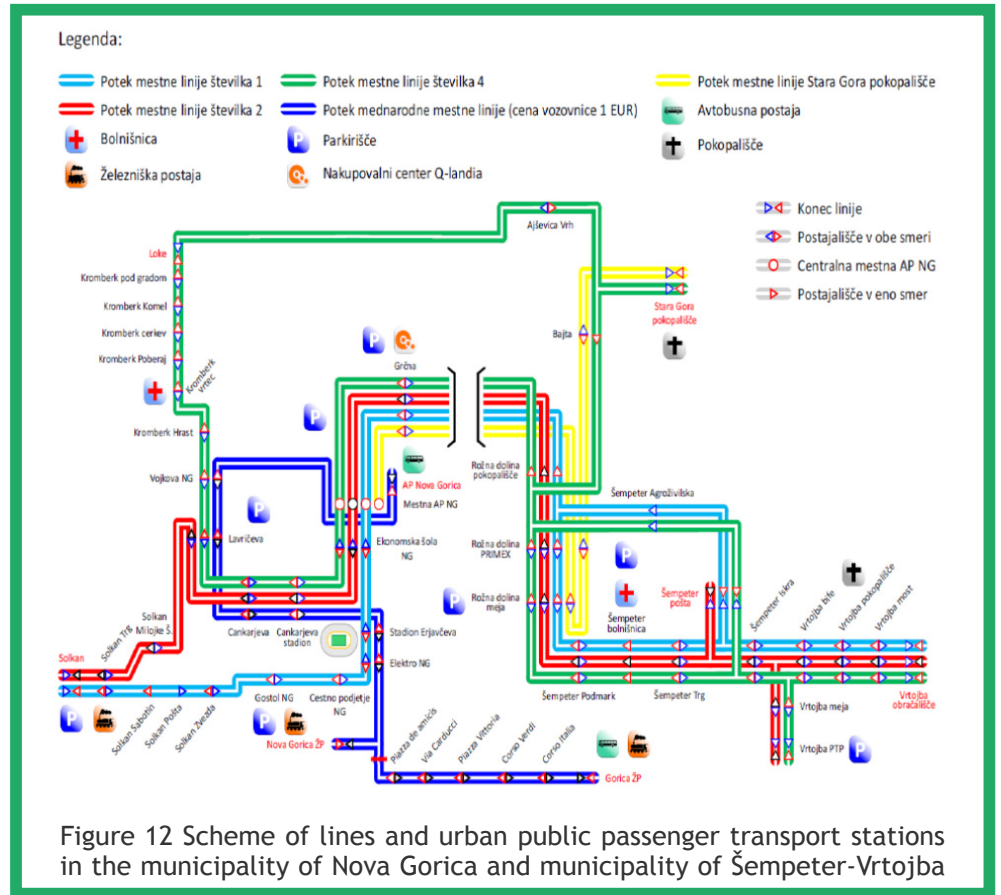 Legenda:
Potek mestne linije številka 1
Potek mestne linije številka 4
Potek mestne linije Stara Gora pokopališče
Potek mestne linije številka 2
Potek mednarodne mestne linije (cena vozovnice 1 EUR)
Avtobusna postaja
Bolnišnica
P
Parkirišče
Pokopališče
Železniška postaja
Nakupovalni center Q-landia
Konec linije
Postajališče v obe smeri
Centralna mestna AP NG
Postajališče v eno smer
Ajševica Vrh
Loke
Kromberk pod gradom
Kromberk Komel
Kromberk cerkev
Kromberk Poberaj
Kromberk
vrtec
Kromberk Hrast
Vojkova NG
Stara Gora
pokopališče
Bajta
P
Grčna
P
AP Nova Gorica
Mestna AP NG
Rožna dolina
pokopališče
Šempeter Agroživilska
P
Lavričeva
Ekonomska šola
NG
Rožna dolina
PRIMEX
P
Rožna dolina
meja
P
Šempeter
bolnišnica
Šempeter
pošta
Šempeter Iskra
Vrtojba bife
Vrtojba pokopališče
Vrtojba most
Solkan
Solkan Trg
Solkan
Milojke Š.
Cankarjeva
Cankarjeva
stadion
Stadion Erjavčeva
Elektro NG
P
Solkan Sabotin
Solkan Pošta
Solkan Zvezda
Gostol NG
Cestno podjetje
NG
P
Nova Gorica ŽP
Šempeter Podmark
Šempeter Trg
Vrtojba
obračališče
Vrtojba meja
Vrtojba PTP
P
Piazza de amicis
Via Carducci
Piazza Vittoria
Corso Verdi
Corso Italia
Gorica ŽP
Figure 12 Scheme of lines and urban public passenger transport stations
in the municipality of Nova Gorica and municipality of Šempeter-Vrtojba